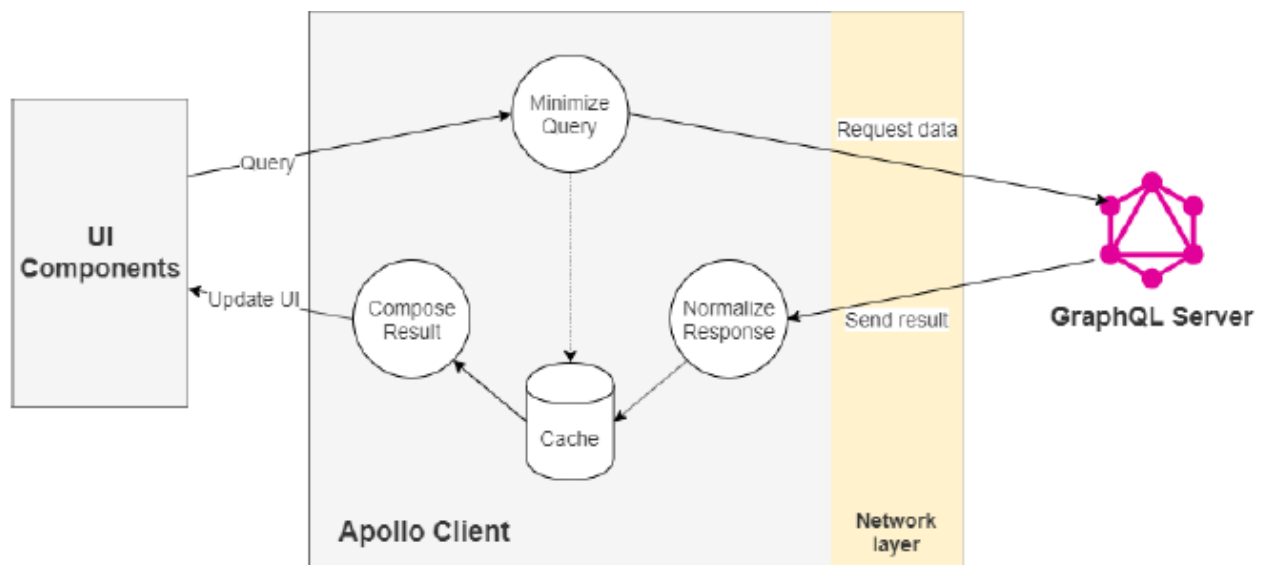 Minimize
Query
Request data
Query
UI
Components
Update UI
Compose
Result
Normalize
Response
Send result
GraphQL Server
Cache
Apollo Client
Network
layer